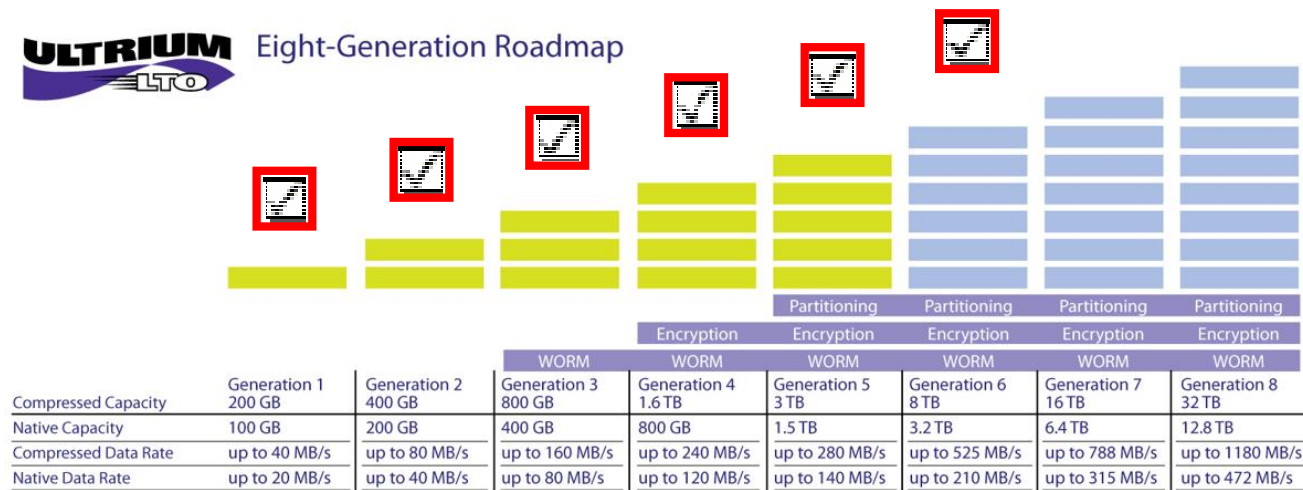 ULTRIUM
LTO
Eight-Generation Roadmap
Partitioning Partitioning Partitioning Partitioning
Encryption Encryption Encryption Encryption Encryption
WORM WORM WORM WORM WORM WORM
Generation 1 Generation 2 Generation 3 Generation 4 Generation 5 Generation 6 Generation 7 Generation 8
Compressed Capacity 200 GB 400 GB 800 GB 1.6 TB 3 TB 8 TB 16 TB 32 TB
Native Capacity 100 GB 200 GB 400 GB 800 GB 1.5 TB 3.2 TB 6.4 TB 12.8 TB
Compressed Data Rate up to 40 MB/s up to 80 MB/s up to 160 MB/s up to 240 MB/s up to 280 MB/s up to 525 MB/s up to 788 MB/s up to 1180 MB/s
Native Data Rate up to 20 MB/s up to 40 MB/s up to 80 MB/s up to 120 MB/s up to 140 MB/s up to 210 MB/s up to 315 MB/s up to 472 MB/s